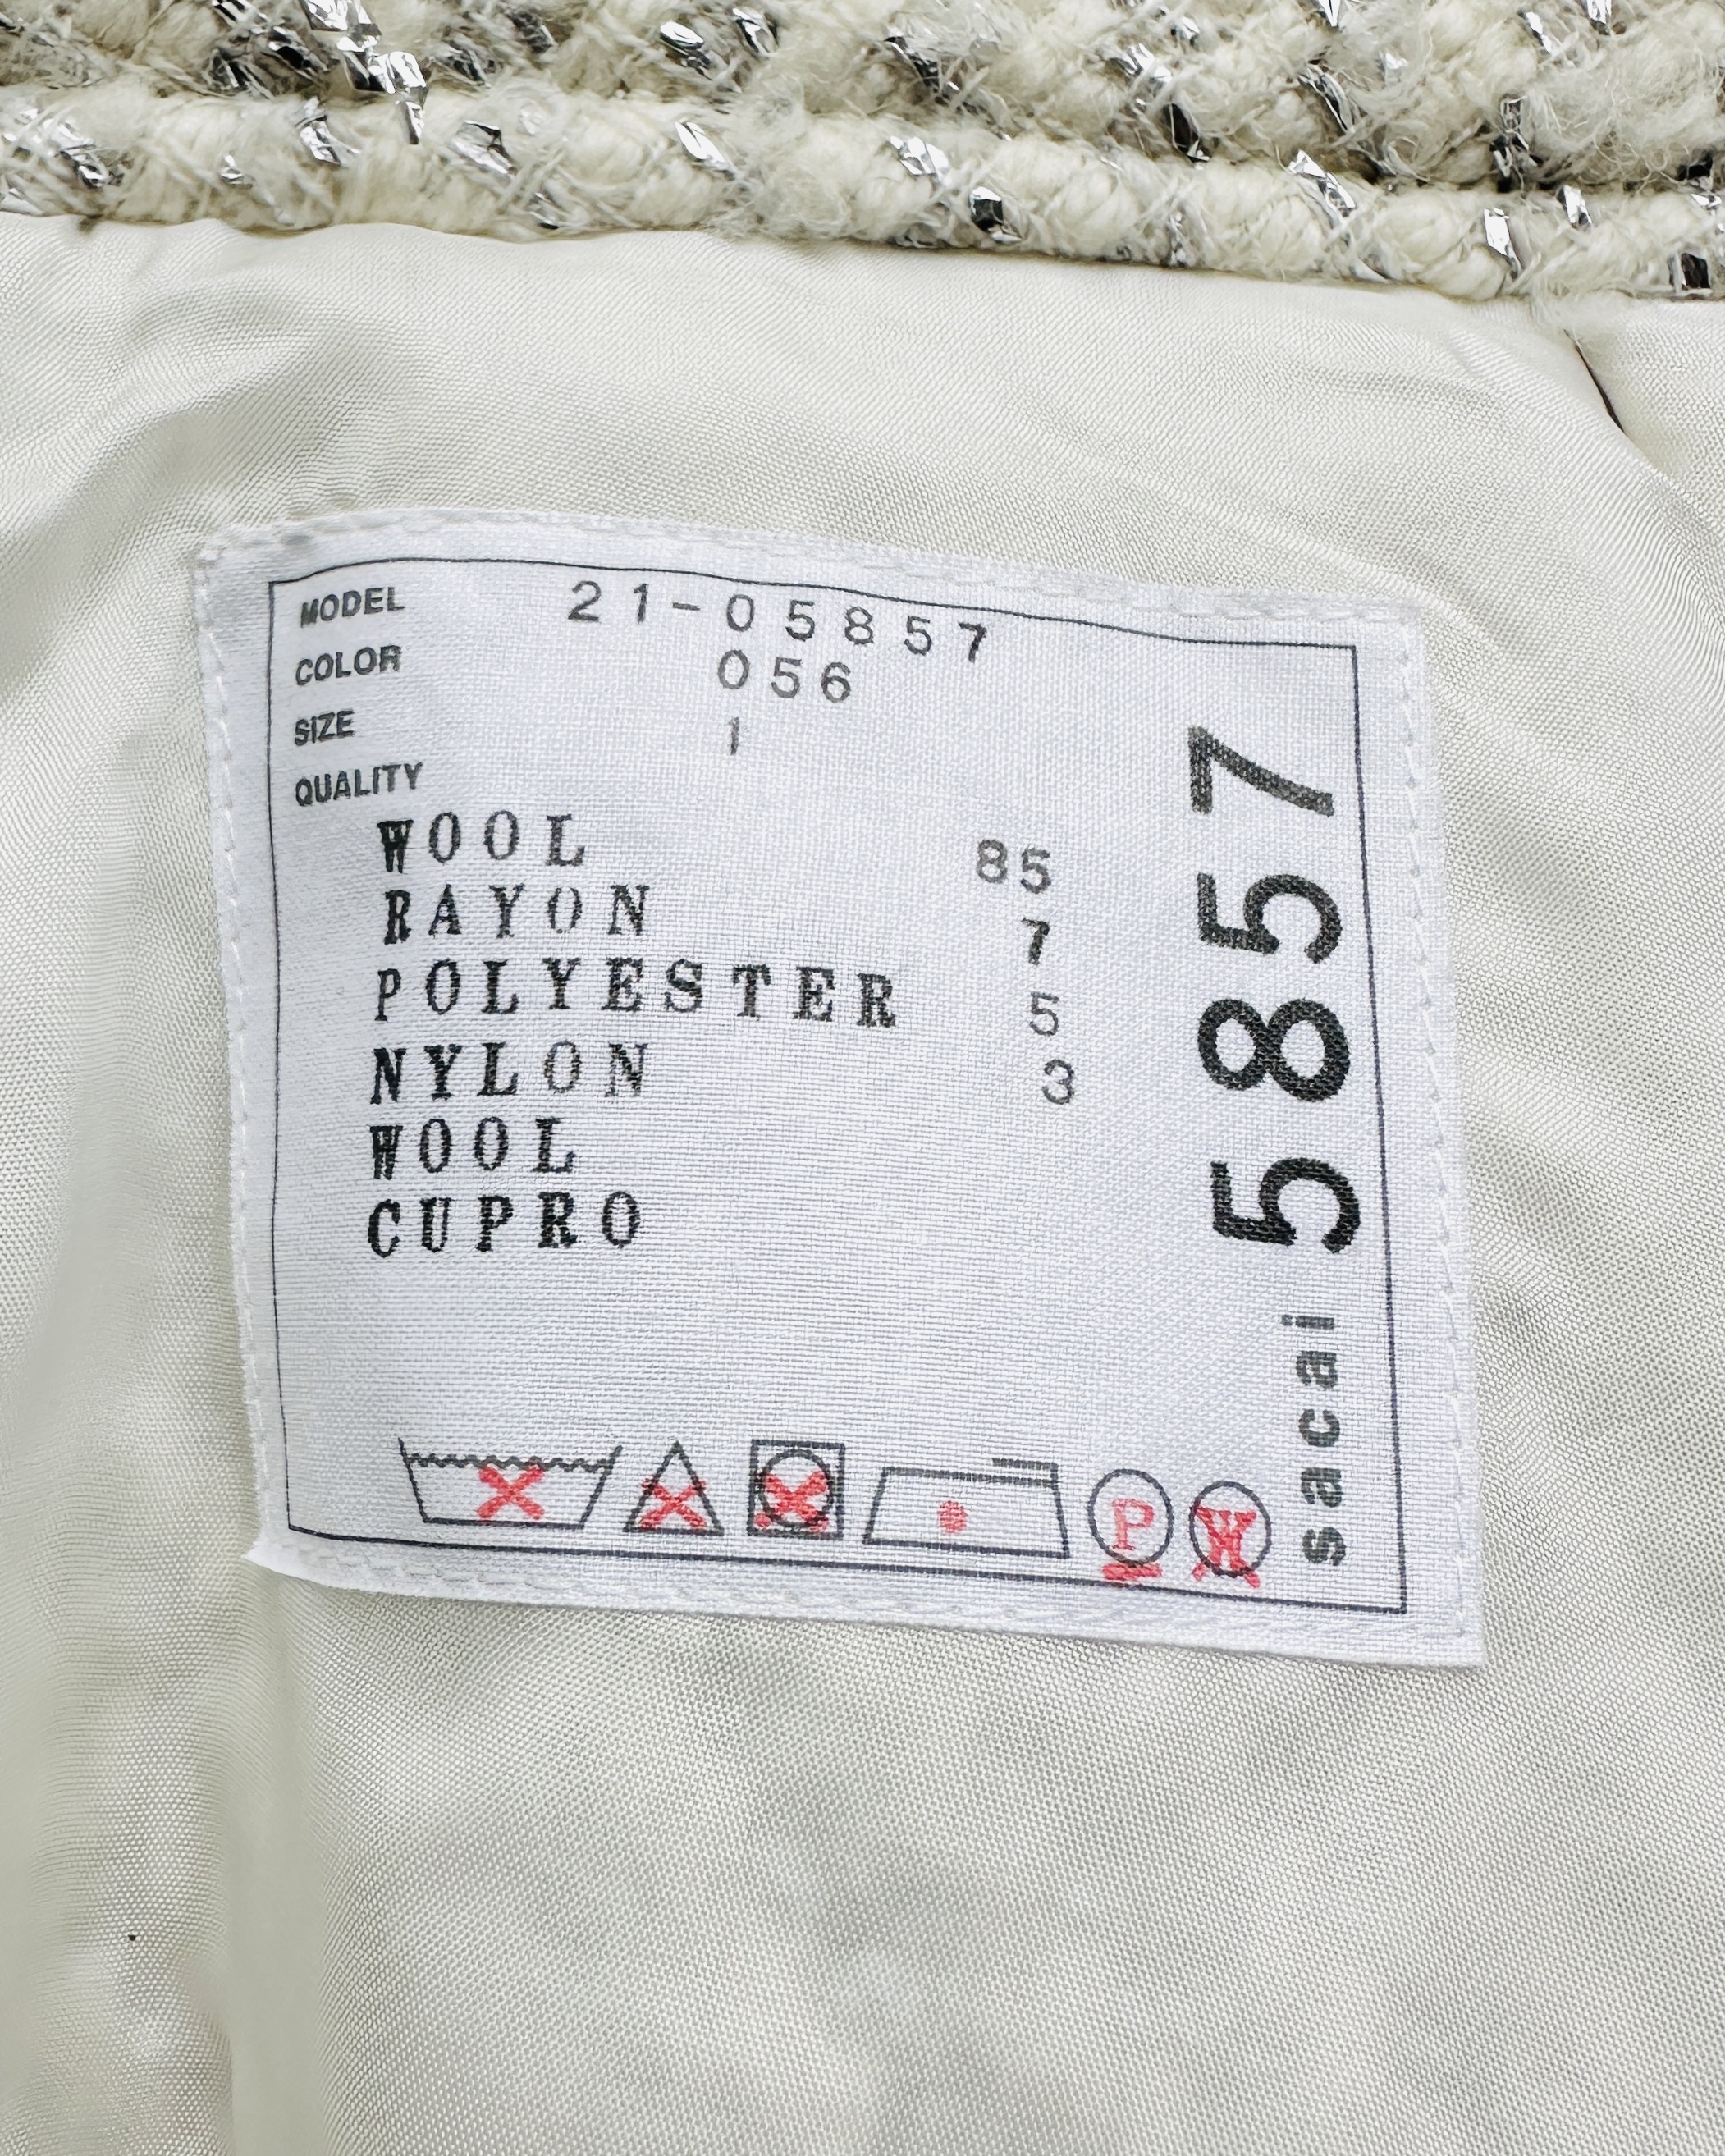 MODEL 21-05857
COLOR 056
SIZE 1
QUALITY
WOOL 85
RAYON 7
POLYESTER 5
NYLON 3
WOOL
CUPRO
P W
sacai 5857